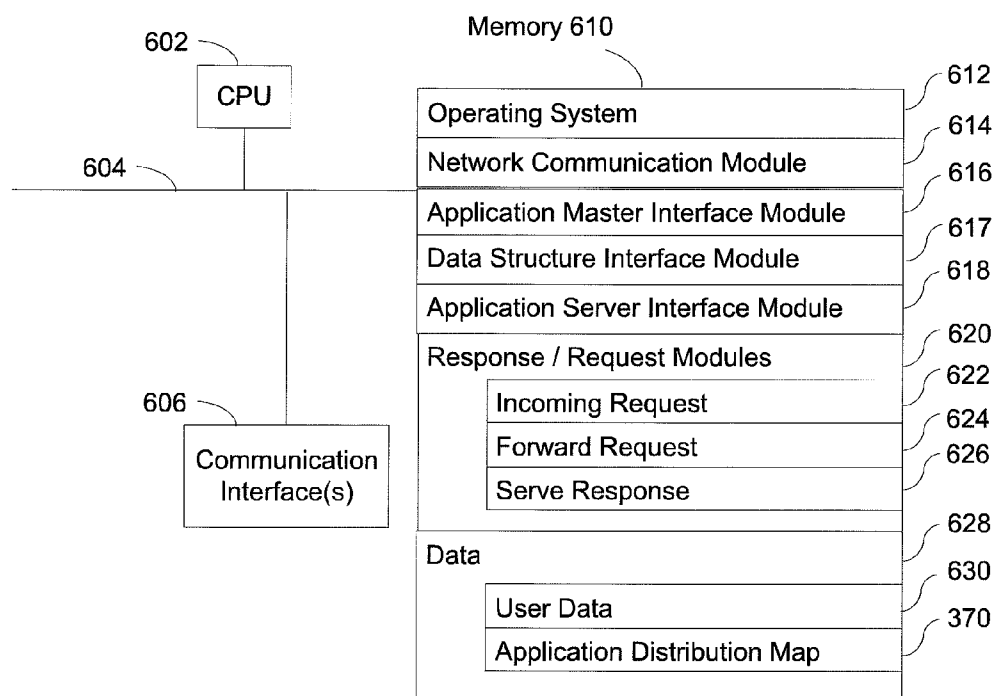 Memory 610
602
CPU
612
Operating System
614
Network Communication Module
604
616
Application Master Interface Module
617
Data Structure Interface Module
618
Application Server Interface Module
620
Response / Request Modules
622
Incoming Request
624
Forward Request
626
Serve Response
606
Communication
Interface(s)
628
Data
630
User Data
370
Application Distribution Map